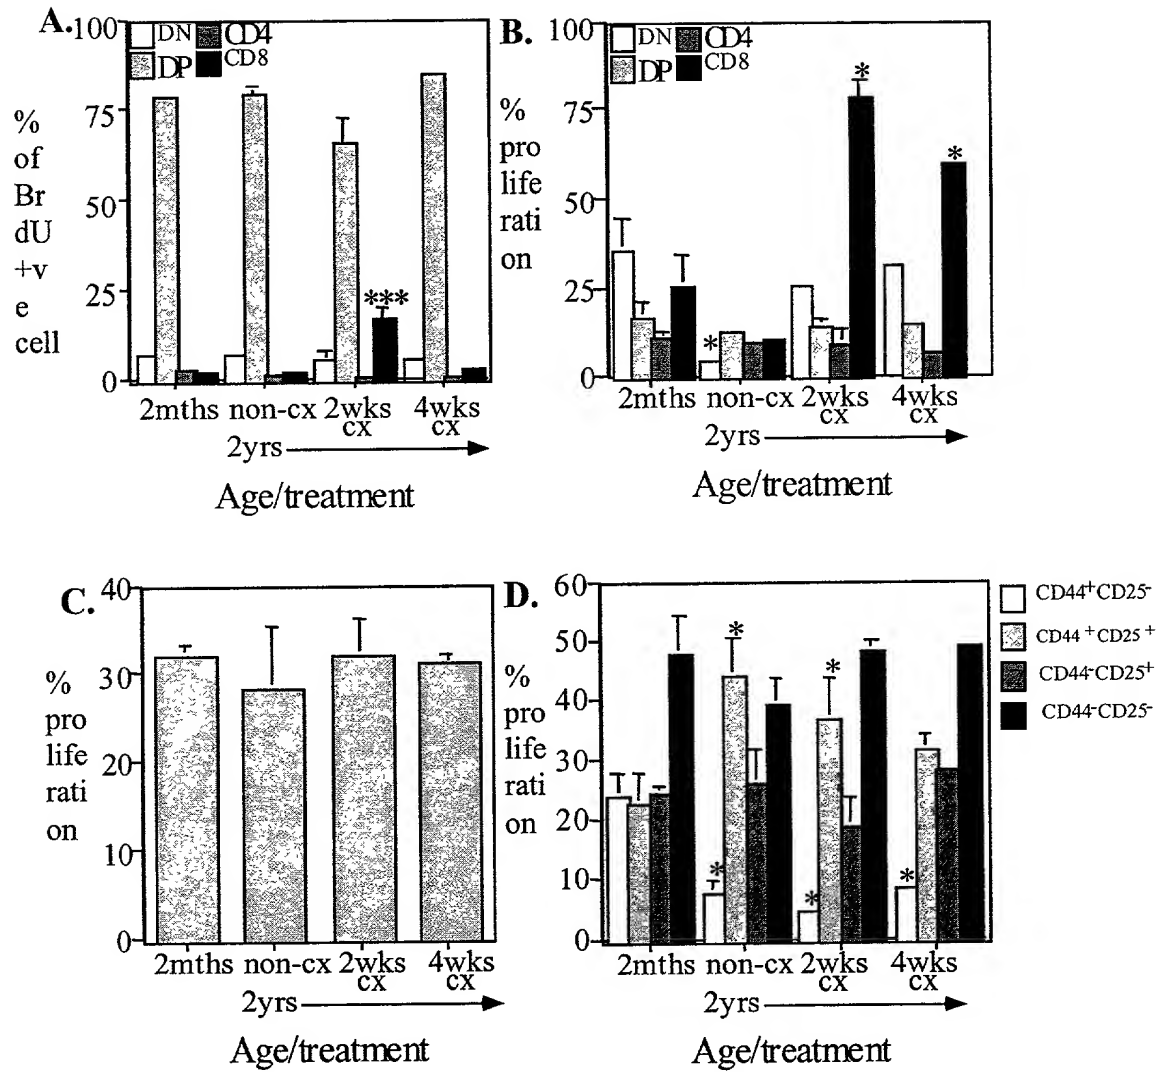 A.
100
75
50
25
0
DN
CD4
DP
CD8
%
of
Br
dU
+v
e
cell
***
2mths non-cx 2wks cx 4wks cx
2yrs
Age/treatment
B.
100
75
50
25
0
DN
CD4
DP
CD8
%
pro
life
rati
on
*
*
*
2mths non-cx 2wks cx 4wks cx
2yrs
Age/treatment
C.
40
30
20
10
0
%
pro
life
rati
on
2mths non-cx 2wks cx 4wks cx
2yrs
Age/treatment
D.
60
50
40
30
20
10
0
%
pro
life
rati
on
*
*
*
*
*
2mths non-cx 2wks cx 4wks cx
2yrs
Age/treatment
CD44+CD25-
CD44+CD25+
CD44-CD25+
CD44-CD25-